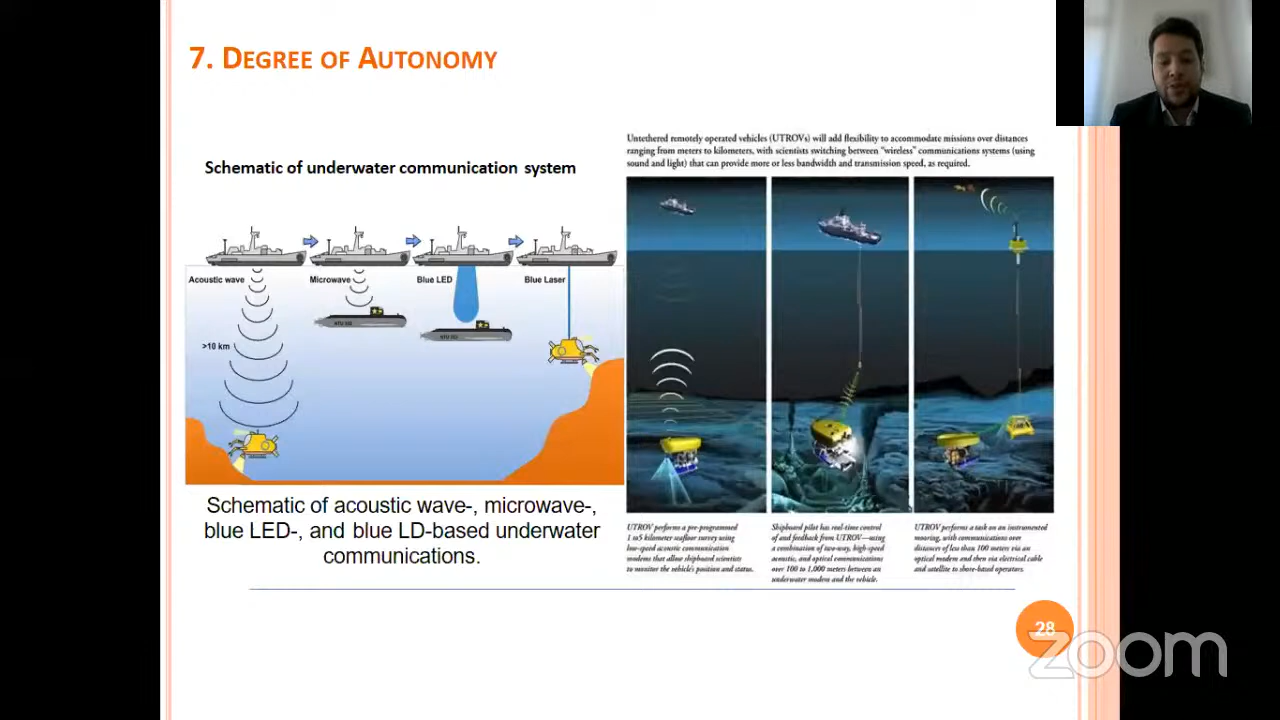 7. DEGREE OF AUTONOMY
Schematic of underwater communication system
Acoustic wave
Microwave
Blue LED
Blue Laser
>10 km
Schematic of acoustic wave-, microwave-,
blue LED-, and blue LD-based underwater
communications.
Untethered remotely operated vehicles (UTROVs) will add flexibility to accommodate missions over distances
ranging from meters to kilometers, with scientists switching between "wireless" communications systems (using
sound and light) that can provide more or less bandwidth and transmission speed, as required.
UTROV performs a pre-programmed
1 to5 kilometer seafloor survey using
low-speed acoustic communication
modems that allow shipboard scientists
to monitor the vehicle's position and status.
Shipboard pilot has real-time control
of and feedback from UTROV—using
a combination of two-way, high-speed
acoustic, and optical communications
over 100 to 1,000 meters between an
underwater modem and the vehicle.
UTROV performs a task on an instrumented
mooring, with communications over
distances of less than 100 meters via an
optical modem and then via electrical cable
and satellite to shore-based operators.
28
zoom